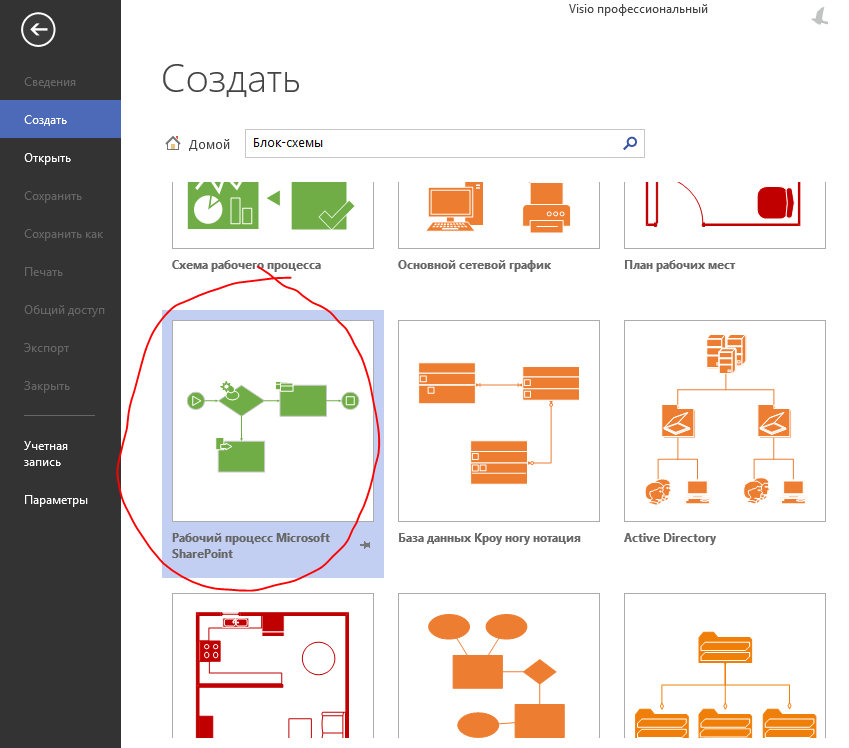 Visio профессиональный
Сведения
Создать
Открыть
Сохранить
Сохранить как
Печать
Общий доступ
Экспорт
Закрыть
Учетная
запись
Параметры
Создать
Домой
Блок-схемы
Схема рабочего процесса
Основной сетевой график
План рабочих мест
Рабочий процесс Microsoft
SharePoint
База данных Кроу ногу нотация
Active Directory